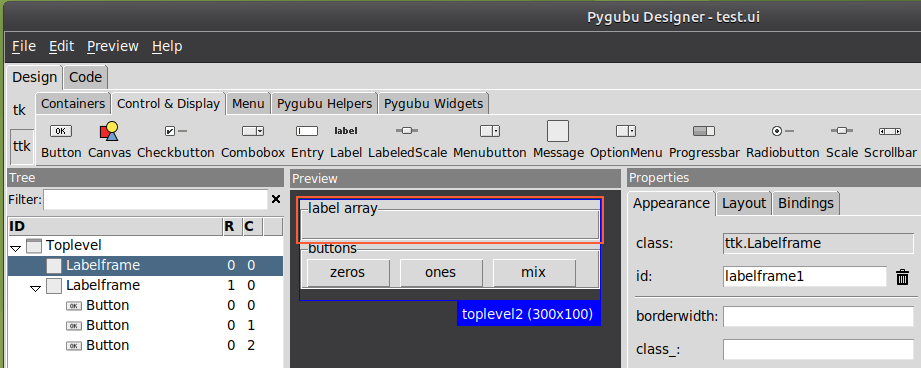 Pygubu Designer - test.ui
File Edit Preview Help
Design Code
tk
ttk
Containers Control & Display Menu Pygubu Helpers Pygubu Widgets
OK label
Button Canvas Checkbutton Combobox Entry Label LabeledScale Menubutton Message OptionMenu Progressbar Radiobutton Scale Scrollbar
Tree
Filter:
ID R C
Toplevel
Labelframe 0 0
Labelframe 1 0
OK Button 0 0
OK Button 0 1
OK Button 0 2
Preview
label array
buttons
zeros ones mix
toplevel2 (300x100)
Properties
Appearance Layout Bindings
class: ttk.Labelframe
id: labelframe1
borderwidth:
class_: